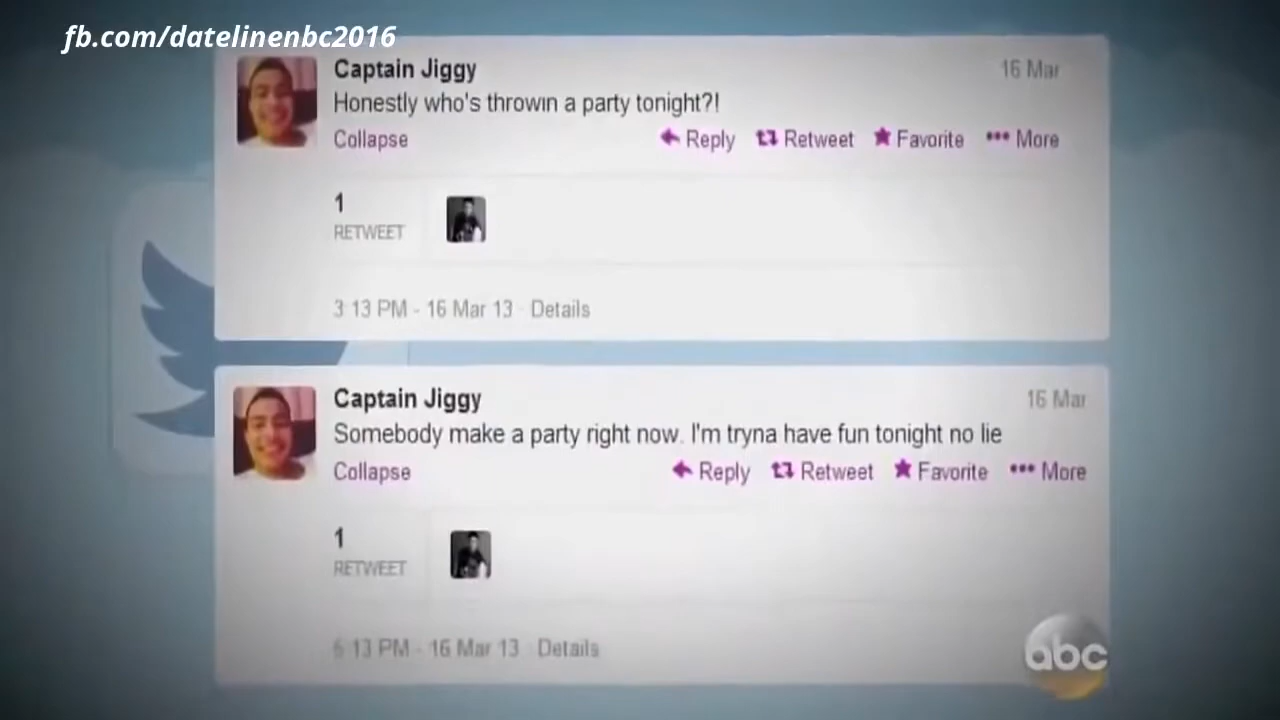 fb.com/datelinenbc2016
Captain Jiggy 16 Mar
Honestly who's throwin a party tonight?!
Collapse Reply Retweet Favorite More
1
RETWEET
3:13 PM - 16 Mar 13 · Details
Captain Jiggy 16 Mar
Somebody make a party right now. I'm tryna have fun tonight no lie
Collapse Reply Retweet Favorite More
1
RETWEET
6:13 PM - 16 Mar 13 · Details
abc